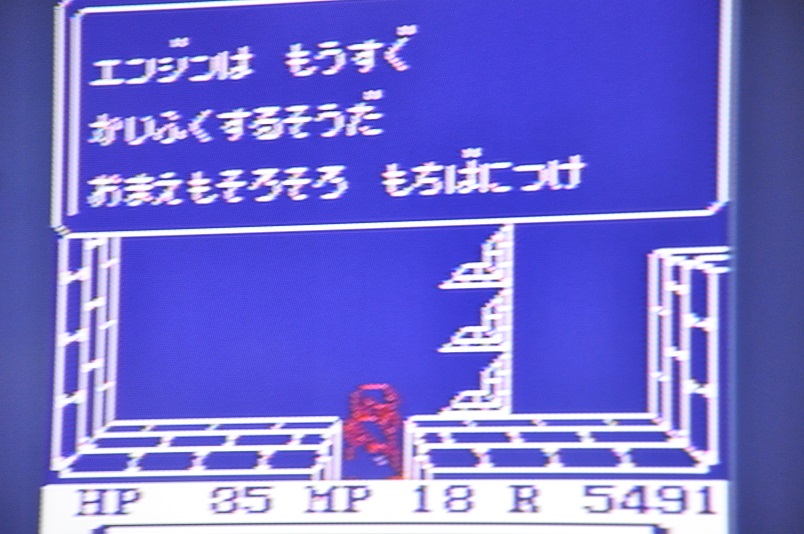 エンジンは もうすぐ
かいふくするそうだ
おまえもそろそろ もちばにつけ
HP 35 MP 18 R 5491